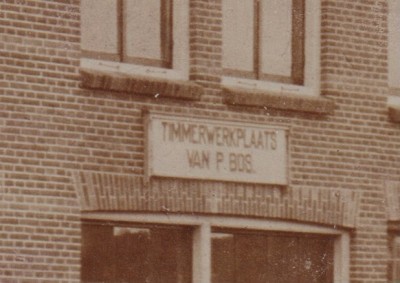 TIMMERWERKPLAATS
VAN P. BOS.